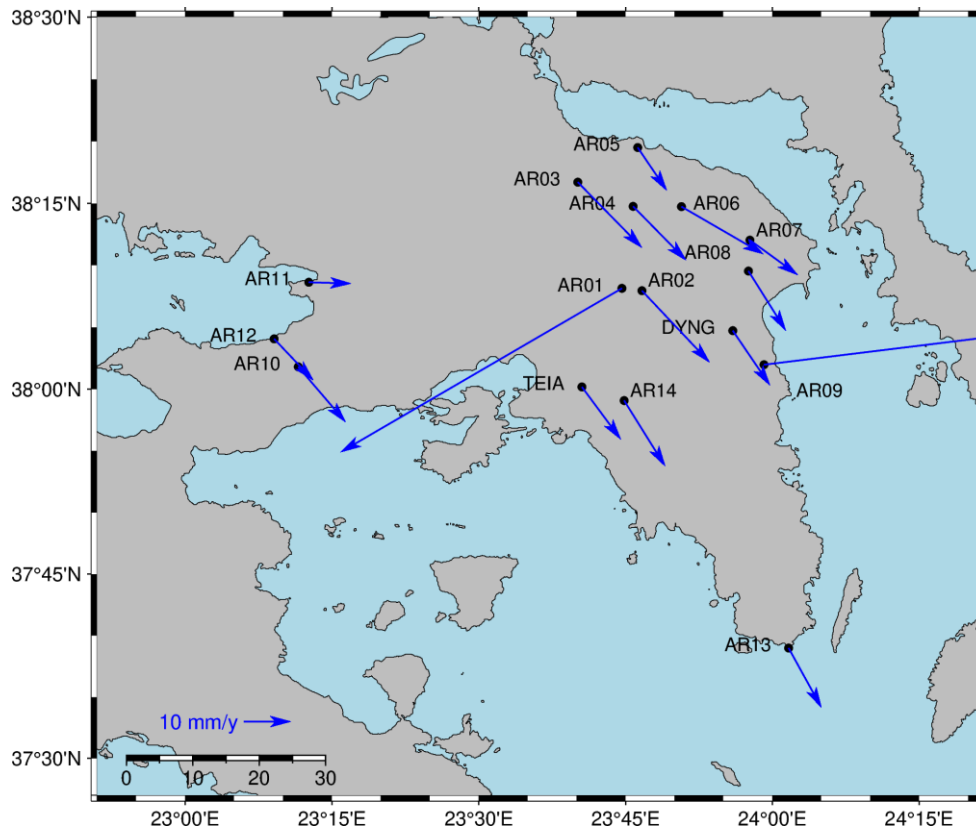 38°30'N
AR05
AR03
AR04
AR06
38°15'N
AR07
AR08
AR11
AR01
AR02
AR12
DYNG
AR10
38°00'N
TEIA
AR14
AR09
37°45'N
AR13
10 mm/y
37°30'N
0 10 20 30
23°00'E 23°15'E 23°30'E 23°45'E 24°00'E 24°15'E